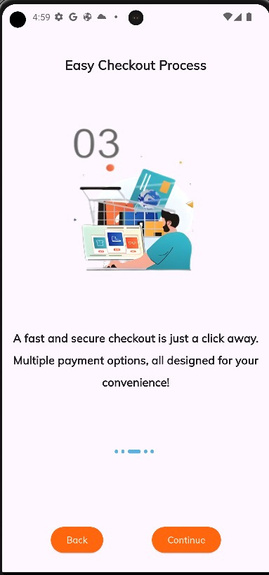 4:59
Easy Checkout Process
03
A fast and secure checkout is just a click away.
Multiple payment options, all designed for your
convenience!
Back
Continue